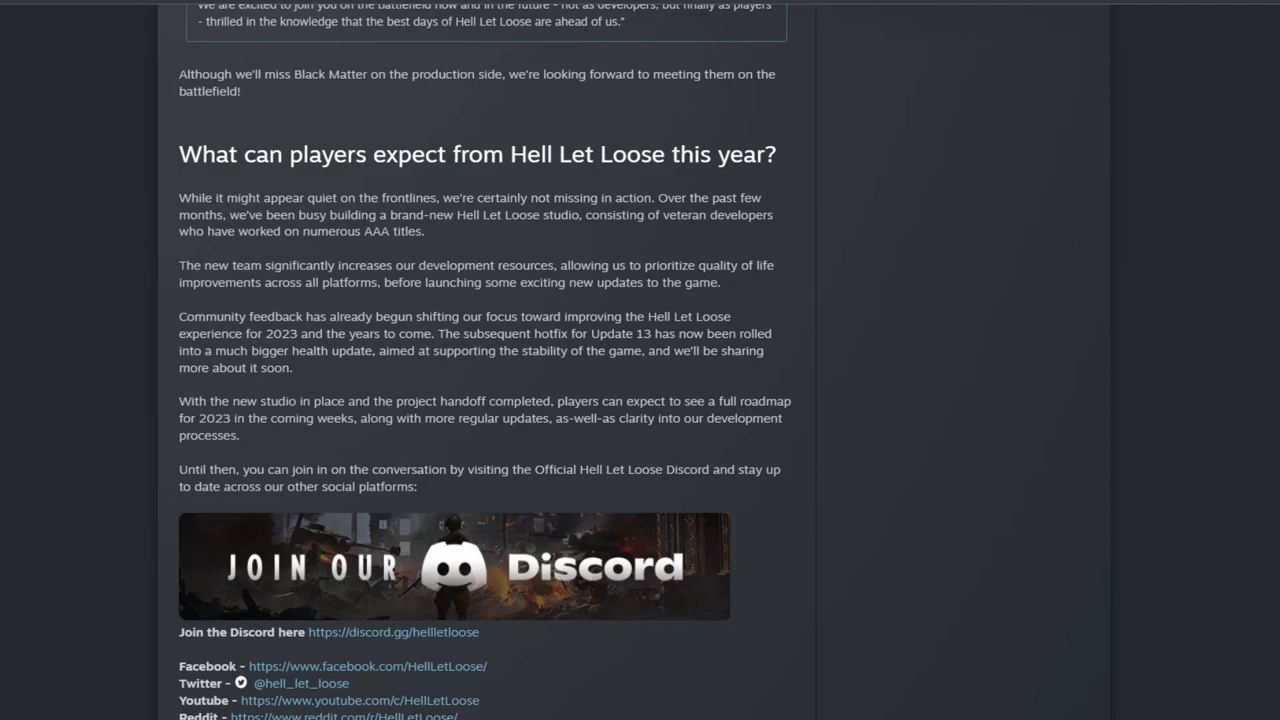 We are excited to join you on the battlefield now and in the future - not as developers, but finally as players
- thrilled in the knowledge that the best days of Hell Let Loose are ahead of us.”
Although we’ll miss Black Matter on the production side, we’re looking forward to meeting them on the
battlefield!
What can players expect from Hell Let Loose this year?
While it might appear quiet on the frontlines, we’re certainly not missing in action. Over the past few
months, we’ve been busy building a brand-new Hell Let Loose studio, consisting of veteran developers
who have worked on numerous AAA titles.
The new team significantly increases our development resources, allowing us to prioritize quality of life
improvements across all platforms, before launching some exciting new updates to the game.
Community feedback has already begun shifting our focus toward improving the Hell Let Loose
experience for 2023 and the years to come. The subsequent hotfix for Update 13 has now been rolled
into a much bigger health update, aimed at supporting the stability of the game, and we’ll be sharing
more about it soon.
With the new studio in place and the project handoff completed, players can expect to see a full roadmap
for 2023 in the coming weeks, along with more regular updates, as-well-as clarity into our development
processes.
Until then, you can join in on the conversation by visiting the Official Hell Let Loose Discord and stay up
to date across our other social platforms:
JOIN OUR Discord
Join the Discord here https://discord.gg/hellletloose
Facebook - https://www.facebook.com/HellLetLoose/
Twitter - @hell_let_loose
Youtube - https://www.youtube.com/c/HellLetLoose
Reddit - https://www.reddit.com/r/HellLetLoose/